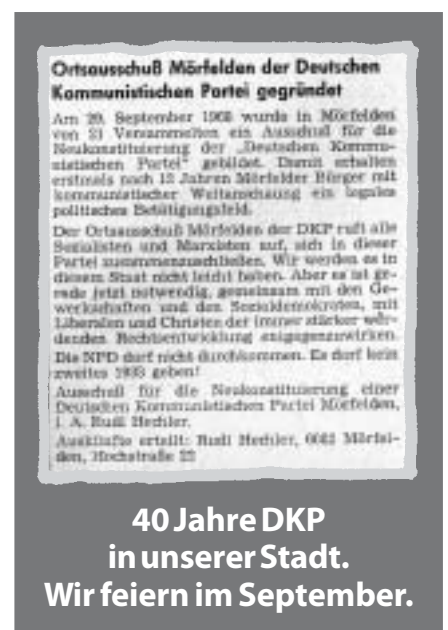 Ortsausschuß Mörfelden der Deutschen
Kommunistischen Partei gegründet
Am 29. September 1968 wurde in Mörfelden
von 21 Versammelten ein Ausschuß für die
Neukonstituierung der „Deutschen Kommu-
nistischen Partei“ gebildet. Damit erhalten
erstmals nach 12 Jahren Mörfelder Bürger mit
kommunistischer Weltanschauung ein legales
politisches Betätigungsfeld.
Der Ortsausschuß Mörfelden der DKP ruft alle
Sozialisten und Marxisten auf, sich in dieser
Partei zusammenzuschließen. Wir werden es in
diesem Staat nicht leicht haben. Aber es ist ge-
rade jetzt notwendig, gemeinsam mit den Ge-
werkschaften und den Sozialdemokraten, mit
Liberalen und Christen der immer stärker wer-
denden Rechtsentwicklung entgegenzuwirken.
Die NPD darf nicht durchkommen. Es darf kein
zweites 1933 geben!
Ausschuß für die Neukonstituierung einer
Deutschen Kommunistischen Partei Mörfelden,
i. A. Rudi Hechler.
Auskünfte erteilt: Rudi Hechler, 6082 Mörfel-
den, Hochstraße 22
40 Jahre DKP
in unserer Stadt.
Wir feiern im September.